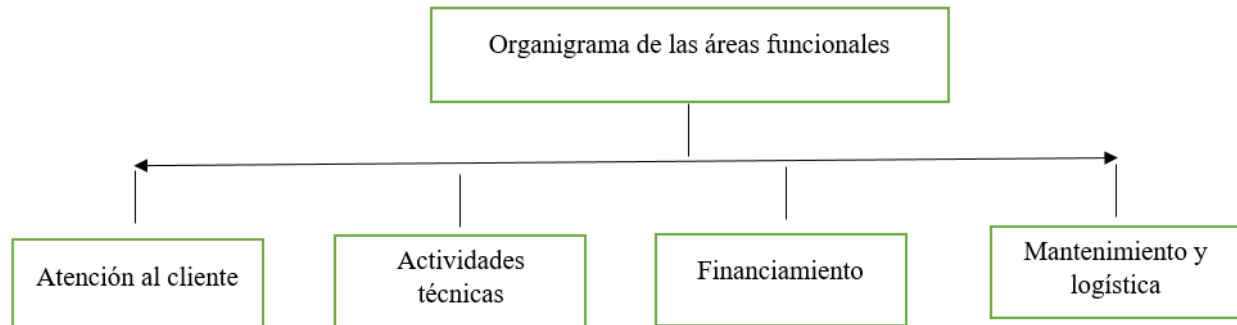 Organigrama de las áreas funcionales
Atención al cliente
Actividades
técnicas
Financiamiento
Mantenimiento y
logística